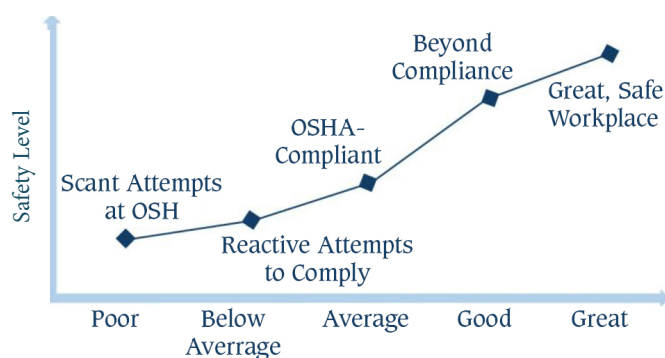 Beyond
Compliance
Great, Safe
Workplace
OSHA-
Compliant
Scant Attempts
at OSH
Reactive Attempts
to Comply
Safety Level
Poor
Below
Averrage
Average
Good
Great